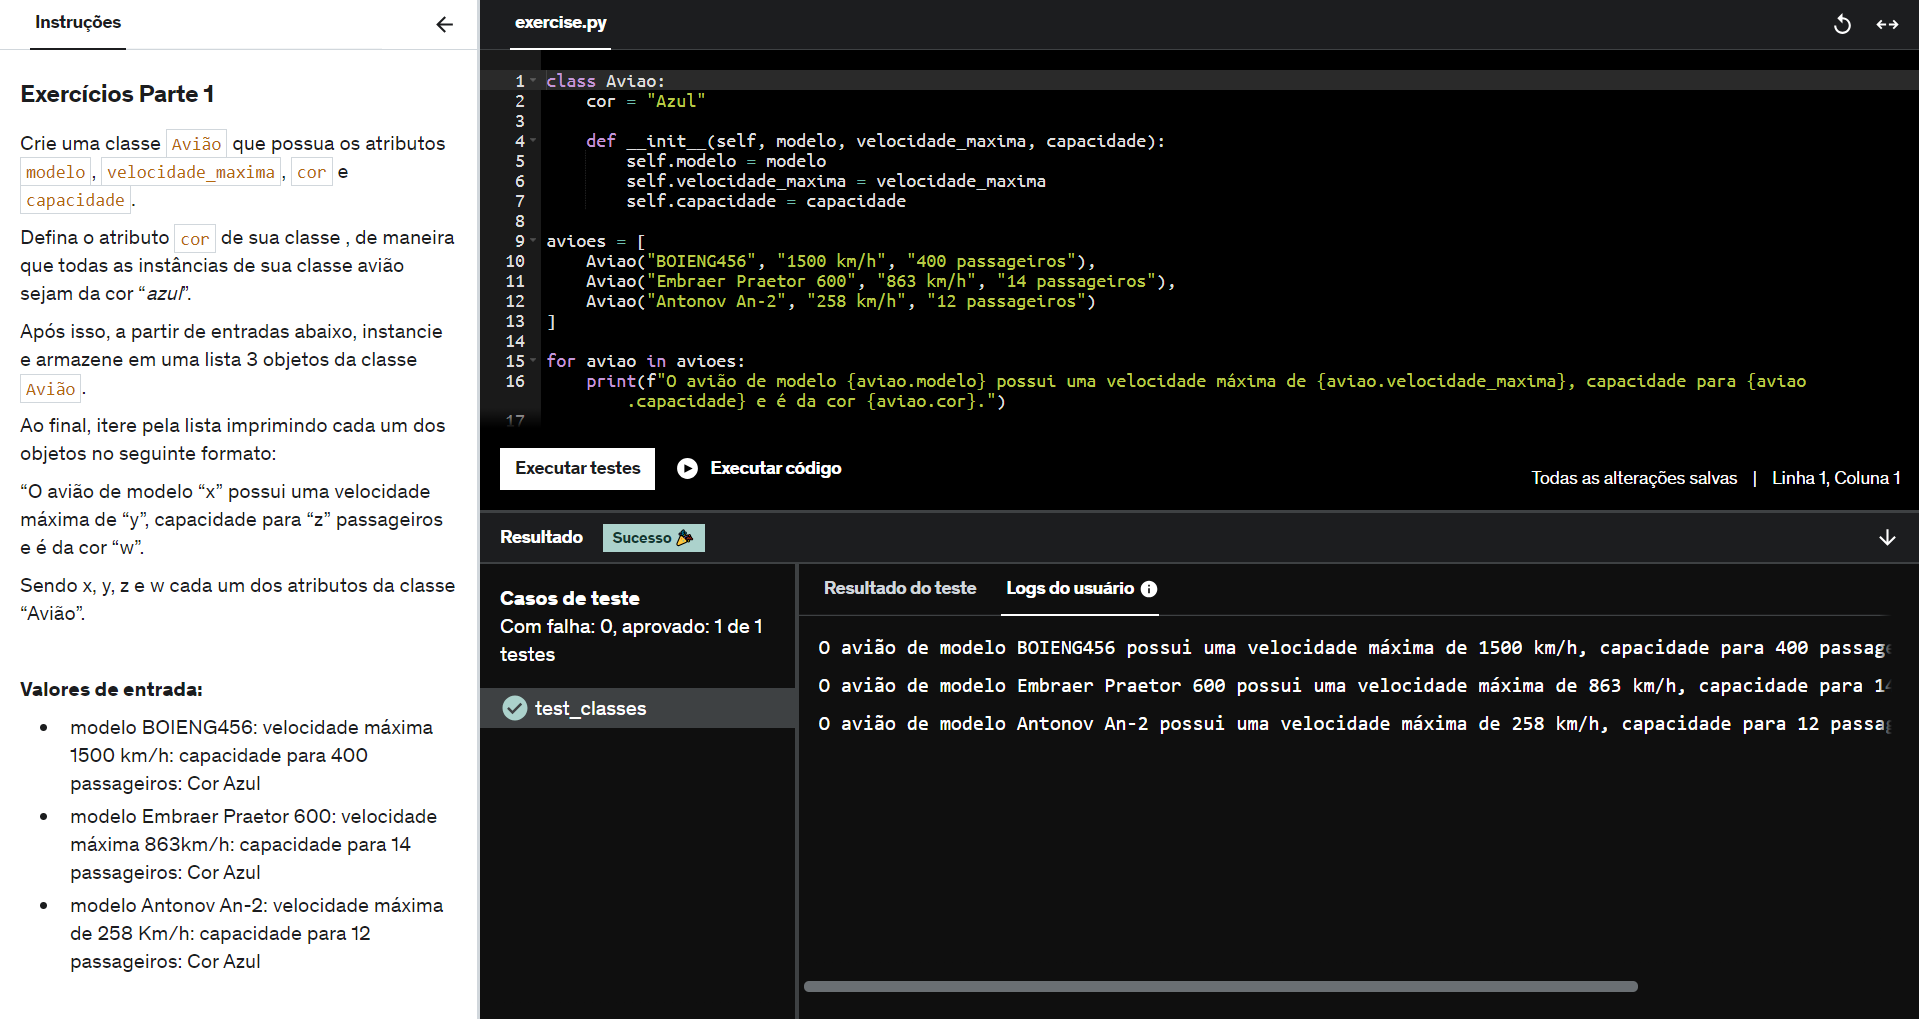 Instruções
Exercícios Parte 1
Crie uma classe Avião que possua os atributos
modelo, velocidade_maxima, cor e
capacidade.
Defina o atributo cor de sua classe , de maneira
que todas as instâncias de sua classe avião
sejam da cor “azul”.
Após isso, a partir de entradas abaixo, instancie
e armazene em uma lista 3 objetos da classe
Avião.
Ao final, itere pela lista imprimindo cada um dos
objetos no seguinte formato:
“O avião de modelo “x” possui uma velocidade
máxima de “y”, capacidade para “z” passageiros
e é da cor “w”.
Sendo x, y, z e w cada um dos atributos da classe
“Avião”.
Valores de entrada:
modelo BOIENG456: velocidade máxima
1500 km/h: capacidade para 400
passageiros: Cor Azul
modelo Embraer Praetor 600: velocidade
máxima 863km/h: capacidade para 14
passageiros: Cor Azul
modelo Antonov An-2: velocidade máxima
de 258 Km/h: capacidade para 12
passageiros: Cor Azul
exercise.py
1 class Aviao:
2     cor = "Azul"
3
4     def __init__(self, modelo, velocidade_maxima, capacidade):
5         self.modelo = modelo
6         self.velocidade_maxima = velocidade_maxima
7         self.capacidade = capacidade
8
9 avioes = [
10     Aviao("BOIENG456", "1500 km/h", "400 passageiros"),
11     Aviao("Embraer Praetor 600", "863 km/h", "14 passageiros"),
12     Aviao("Antonov An-2", "258 km/h", "12 passageiros")
13 ]
14
15 for aviao in avioes:
16     print(f"O avião de modelo {aviao.modelo} possui uma velocidade máxima de {aviao.velocidade_maxima}, capacidade para {aviao
.capacidade} e é da cor {aviao.cor}.")
17
Executar testes
Executar código
Todas as alterações salvas | Linha 1, Coluna 1
Resultado
Sucesso
Casos de teste
Com falha: 0, aprovado: 1 de 1
testes
test_classes
Resultado do teste
Logs do usuário
O avião de modelo BOIENG456 possui uma velocidade máxima de 1500 km/h, capacidade para 400 passage
O avião de modelo Embraer Praetor 600 possui uma velocidade máxima de 863 km/h, capacidade para 14
O avião de modelo Antonov An-2 possui uma velocidade máxima de 258 km/h, capacidade para 12 passag